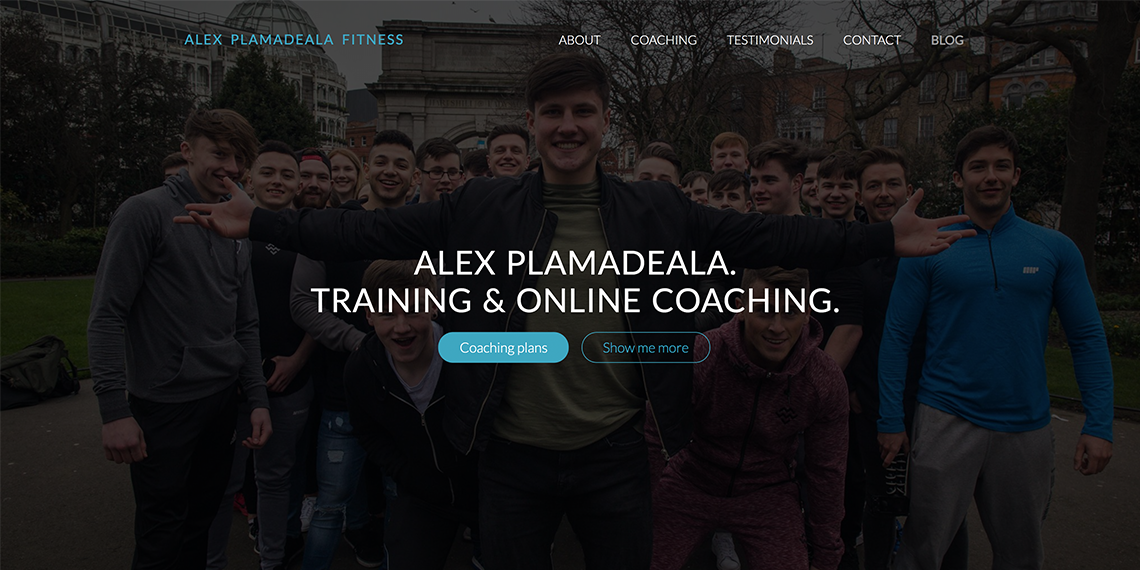 ALEX PLAMADEALA FITNESS
ABOUT COACHING TESTIMONIALS CONTACT BLOG
ALEX PLAMADEALA.
TRAINING & ONLINE COACHING.
Coaching plans Show me more